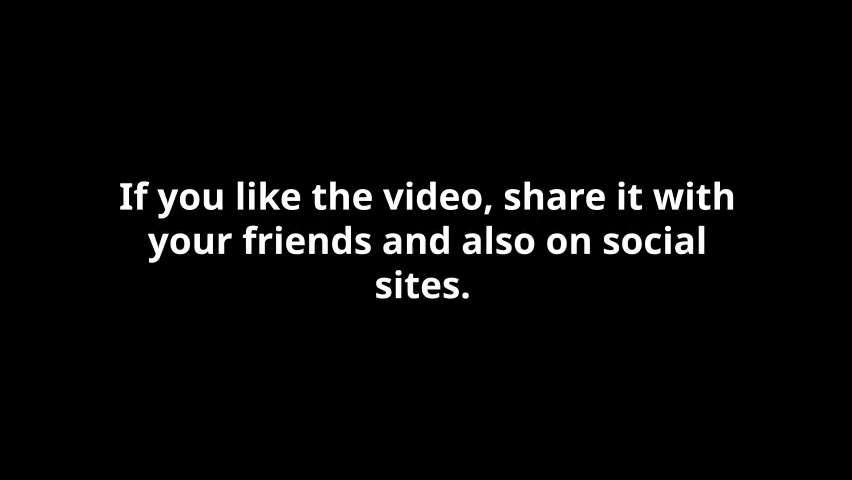 If you like the video, share it with
your friends and also on social
sites.